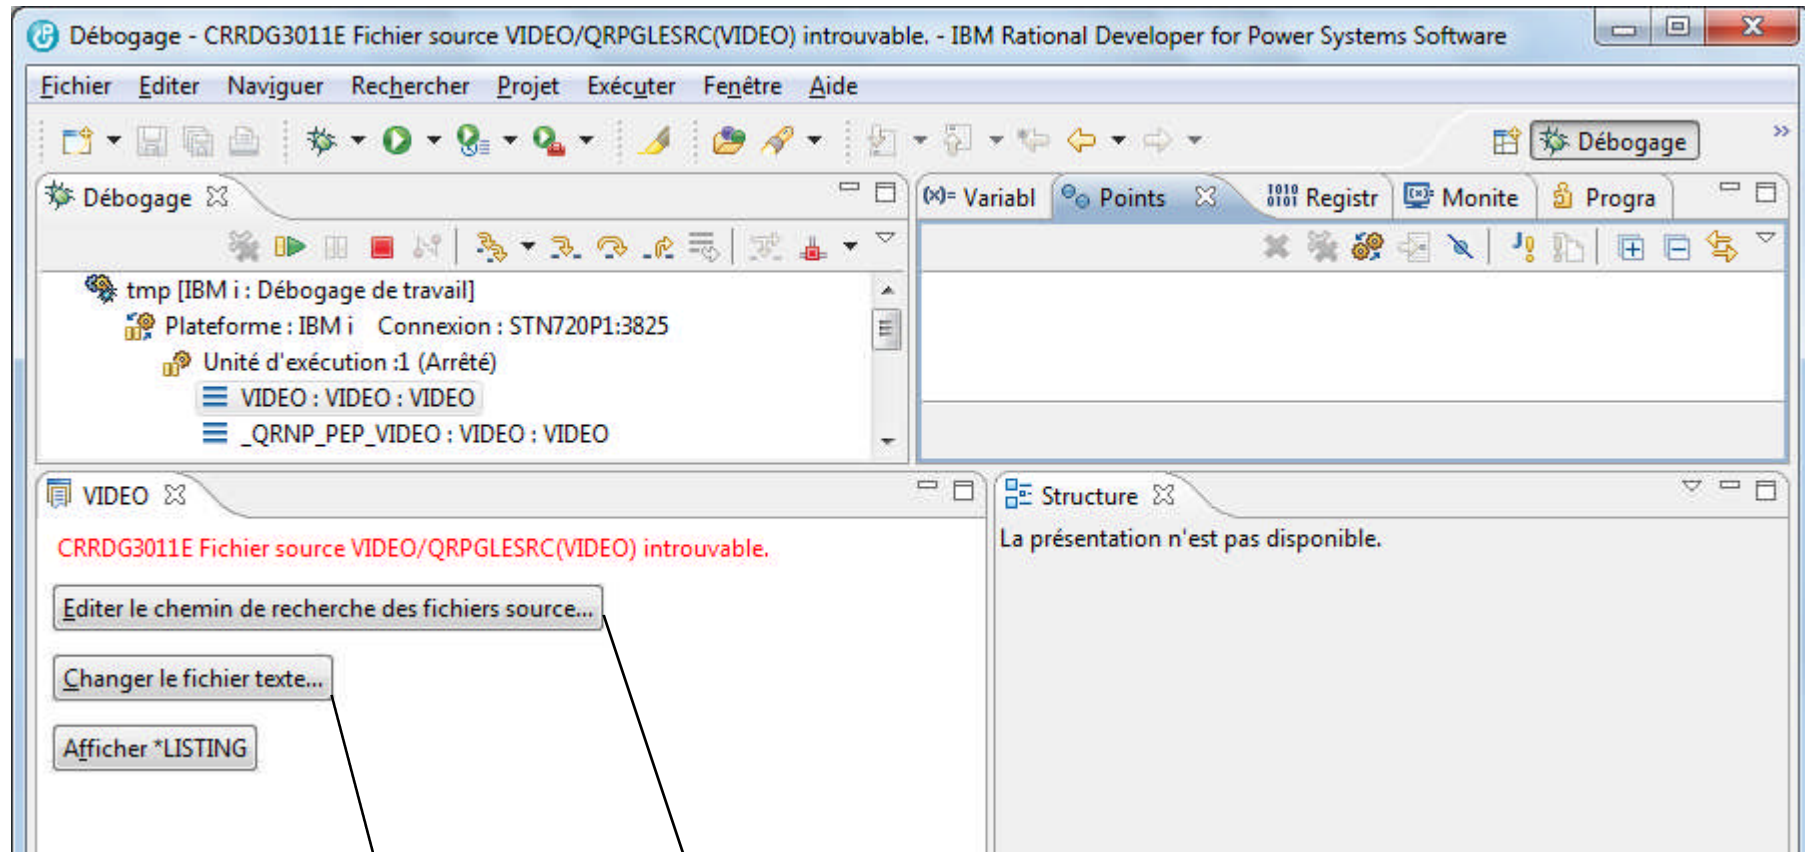 Débogage - CRRDG3011E Fichier source VIDEO/QRPGLESRC(VIDEO) introuvable. - IBM Rational Developer for Power Systems Software
Fichier Editer Naviguer Rechercher Projet Exécuter Fenêtre Aide
Débogage
Débogage
(x)= Variabl Points Registr Monite Progra
tmp [IBM i : Débogage de travail]
Plateforme : IBM i Connexion : STN720P1:3825
Unité d'exécution :1 (Arrêté)
VIDEO : VIDEO : VIDEO
_QRNP_PEP_VIDEO : VIDEO : VIDEO
VIDEO
CRRDG3011E Fichier source VIDEO/QRPGLESRC(VIDEO) introuvable.
Editer le chemin de recherche des fichiers source...
Changer le fichier texte...
Afficher *LISTING
Structure
La présentation n'est pas disponible.